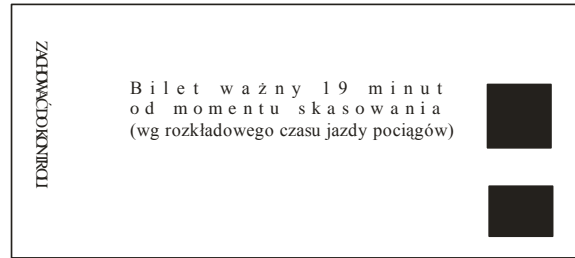 ZACHOWAĆ DO KONTROLI
Bilet ważny 19 minut
od momentu skasowania
(wg rozkładowego czasu jazdy pociągów)